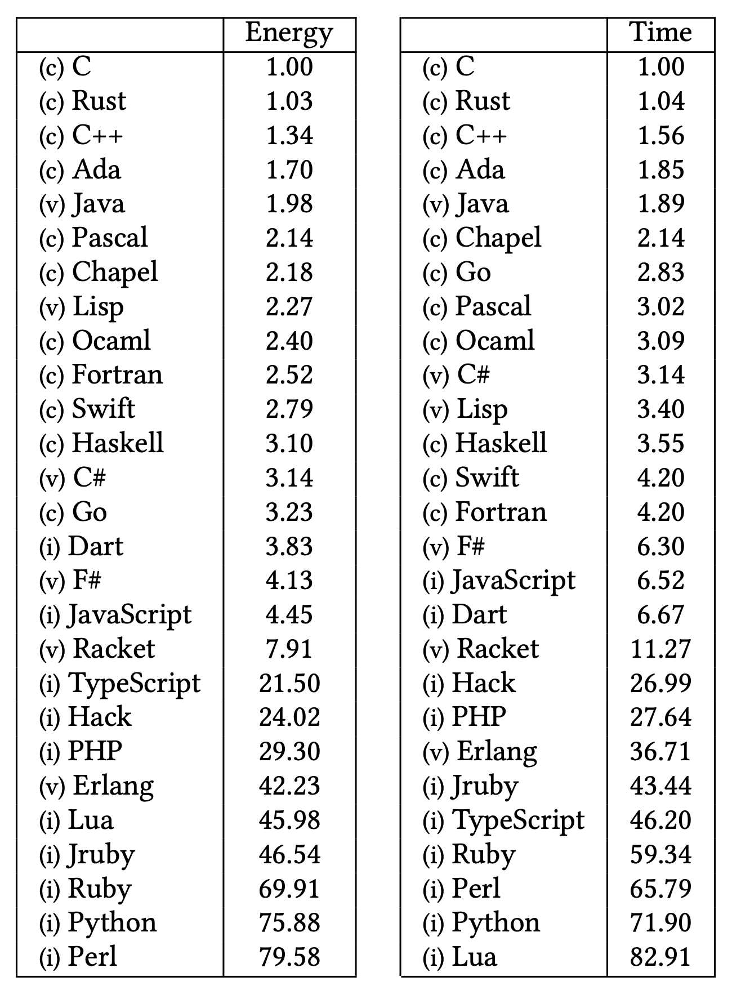 Energy
(c) C 1.00
(c) Rust 1.03
(c) C++ 1.34
(c) Ada 1.70
(v) Java 1.98
(c) Pascal 2.14
(c) Chapel 2.18
(v) Lisp 2.27
(c) Ocaml 2.40
(c) Fortran 2.52
(c) Swift 2.79
(c) Haskell 3.10
(v) C# 3.14
(c) Go 3.23
(i) Dart 3.83
(v) F# 4.13
(i) JavaScript 4.45
(v) Racket 7.91
(i) TypeScript 21.50
(i) Hack 24.02
(i) PHP 29.30
(v) Erlang 42.23
(i) Lua 45.98
(i) Jruby 46.54
(i) Ruby 69.91
(i) Python 75.88
(i) Perl 79.58
Time
(c) C 1.00
(c) Rust 1.04
(c) C++ 1.56
(c) Ada 1.85
(v) Java 1.89
(c) Chapel 2.14
(c) Go 2.83
(c) Pascal 3.02
(c) Ocaml 3.09
(v) C# 3.14
(v) Lisp 3.40
(c) Haskell 3.55
(c) Swift 4.20
(c) Fortran 4.20
(v) F# 6.30
(i) JavaScript 6.52
(i) Dart 6.67
(v) Racket 11.27
(i) Hack 26.99
(i) PHP 27.64
(v) Erlang 36.71
(i) Jruby 43.44
(i) TypeScript 46.20
(i) Ruby 59.34
(i) Perl 65.79
(i) Python 71.90
(i) Lua 82.91